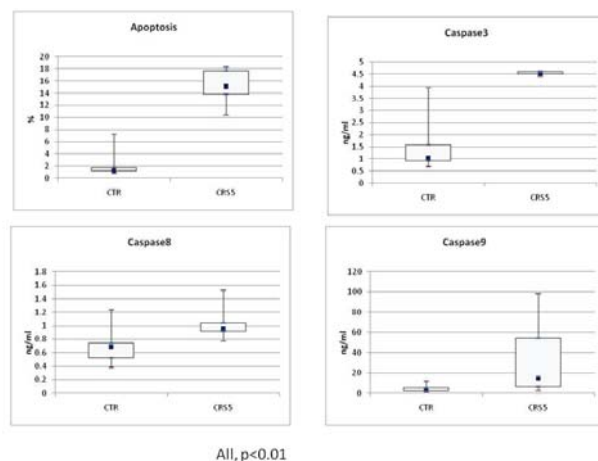 Apoptosis
20
18
16
14
12
10
8
6
4
2
0
%
CTR
CRS5
Caspase3
5
4.5
4
3.5
3
2.5
2
1.5
1
0.5
0
ng/ml
CTR
CRS5
Caspase8
1.8
1.6
1.4
1.2
1
0.8
0.6
0.4
0.2
0
ng/ml
CTR
CRS5
Caspase9
120
100
80
60
40
20
0
ng/ml
CTR
CRS5
All, p<0.01